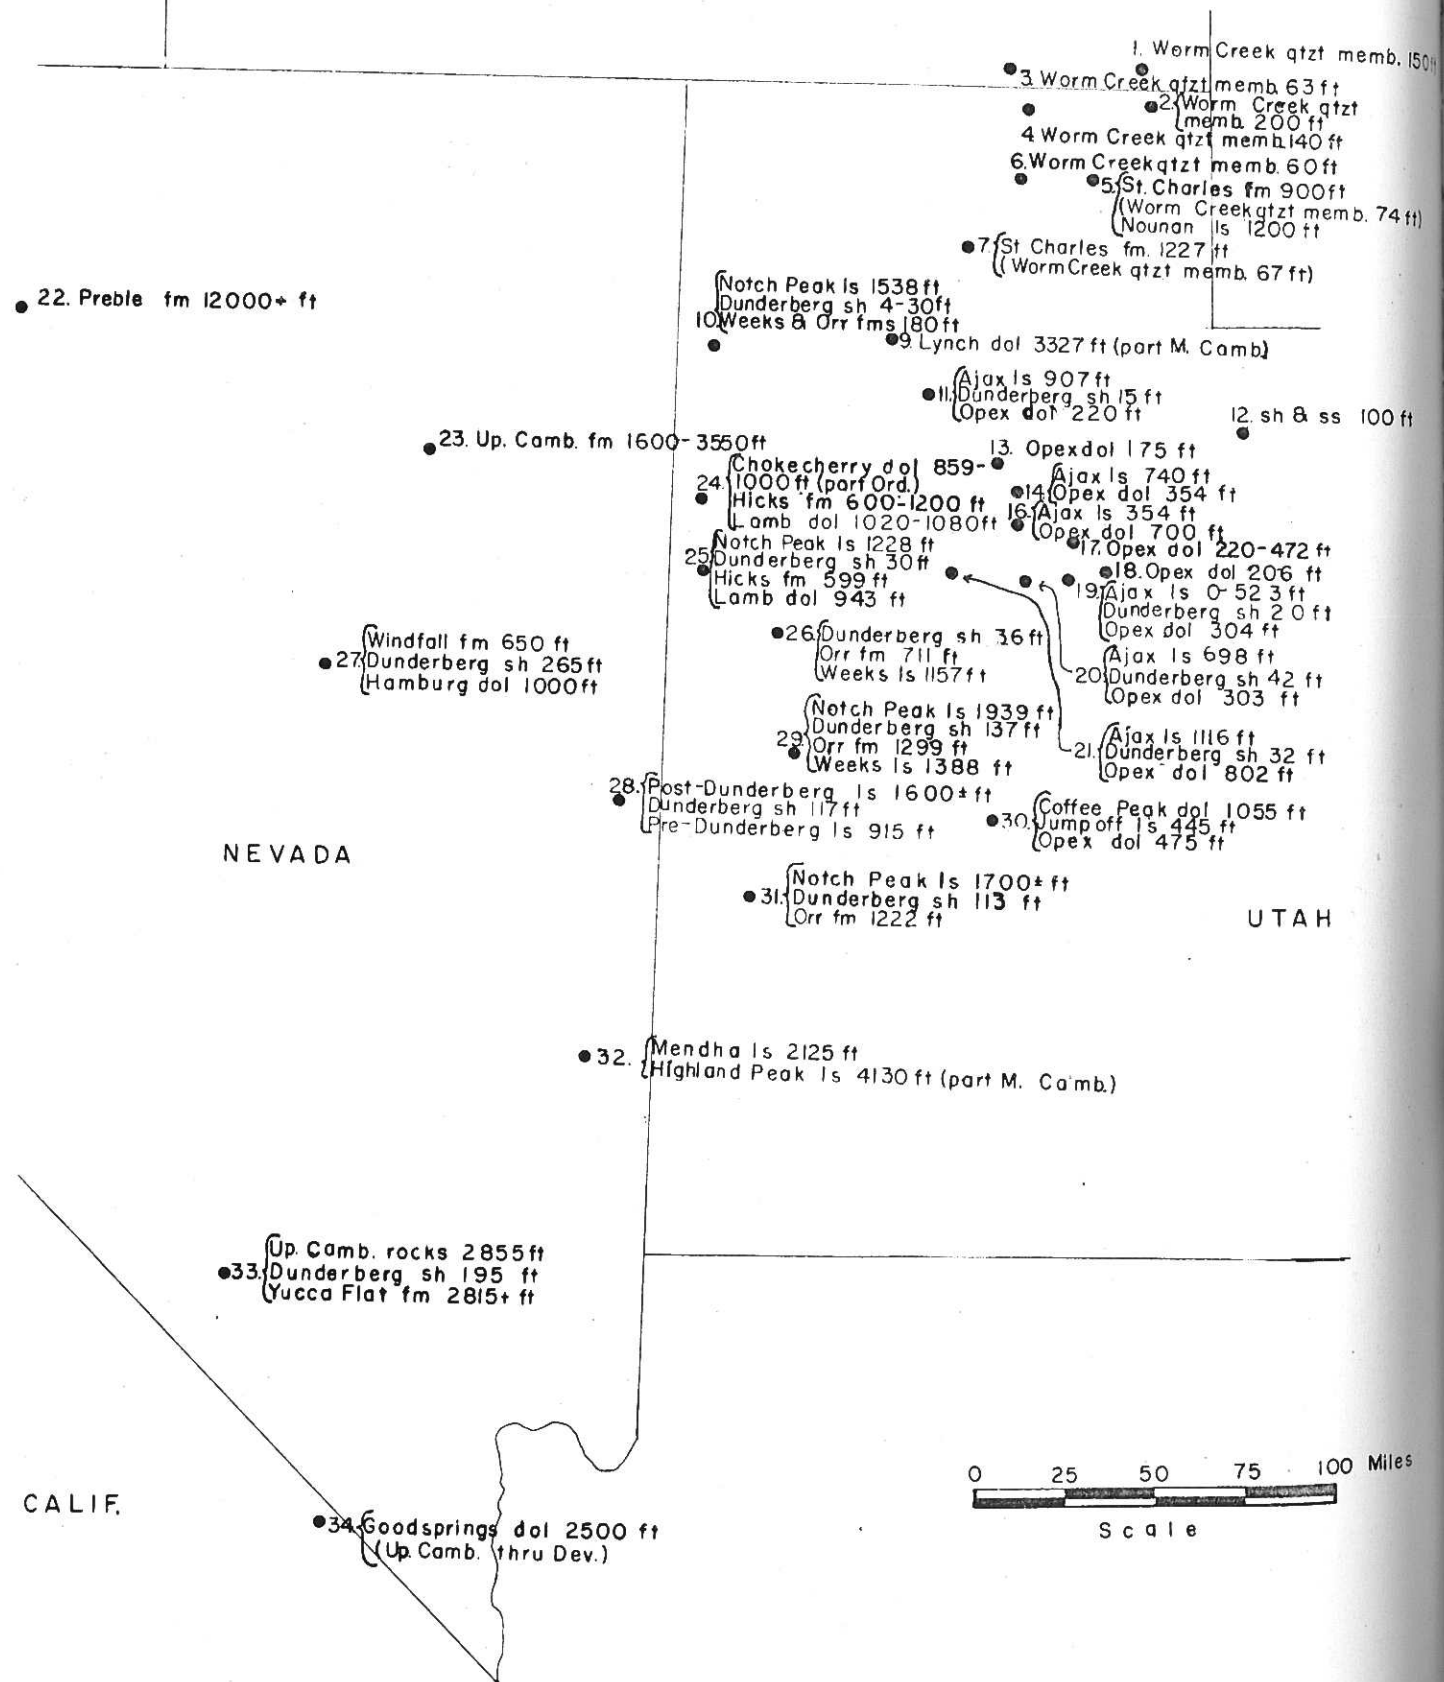 1. Worm Creek qtzt memb. 150 ft
3. Worm Creek qtzt memb. 63 ft
2. Worm Creek qtzt
memb. 200 ft
4 Worm Creek qtzt memb. 140 ft
6. Worm Creek qtzt memb. 60 ft
5. St. Charles fm 900 ft
(Worm Creek qtzt memb. 74 ft)
Nounan ls 1200 ft
7. St Charles fm. 1227 ft
(Worm Creek qtzt memb. 67 ft)
22. Preble fm 12000+ ft
Notch Peak ls 1538 ft
Dunderberg sh 4-30 ft
10. Weeks & Orr fms 180 ft
9. Lynch dol 3327 ft (part M. Camb.)
Ajax ls 907 ft
11. Dunderberg sh 15 ft
Opex dol 220 ft
12. sh & ss 100 ft
23. Up. Camb. fm 1600-3550 ft
13. Opex dol 175 ft
Chokecherry dol 859-
24. 1000 ft (part Ord.)
Hicks fm 600-1200 ft
Lamb dol 1020-1080 ft
Ajax ls 740 ft
14. Opex dol 354 ft
16. Ajax ls 354 ft
Opex dol 700 ft
17. Opex dol 220-472 ft
Notch Peak ls 1228 ft
25. Dunderberg sh 30 ft
Hicks fm 599 ft
Lamb dol 943 ft
18. Opex dol 206 ft
19. Ajax ls 0-523 ft
Dunderberg sh 20 ft
Opex dol 304 ft
26. Dunderberg sh 36 ft
Orr fm 711 ft
Weeks ls 1157 ft
Windfall fm 650 ft
27. Dunderberg sh 265 ft
Hamburg dol 1000 ft
Ajax ls 698 ft
20. Dunderberg sh 42 ft
Opex dol 303 ft
Notch Peak ls 1939 ft
Dunderberg sh 137 ft
29. Orr fm 1299 ft
Weeks ls 1388 ft
Ajax ls 1116 ft
21. Dunderberg sh 32 ft
Opex dol 802 ft
28. Post-Dunderberg ls 1600± ft
Dunderberg sh 117 ft
Pre-Dunderberg ls 915 ft
Coffee Peak dol 1055 ft
30. Jumpoff ls 445 ft
Opex dol 475 ft
NEVADA
Notch Peak ls 1700± ft
31. Dunderberg sh 113 ft
Orr fm 1222 ft
UTAH
32. Mendha ls 2125 ft
Highland Peak ls 4130 ft (part M. Camb.)
Up. Camb. rocks 2855 ft
33. Dunderberg sh 195 ft
Yucca Flat fm 2815+ ft
0 25 50 75 100 Miles
Scale
CALIF.
34. Goodsprings dol 2500 ft
(Up. Camb. thru Dev.)